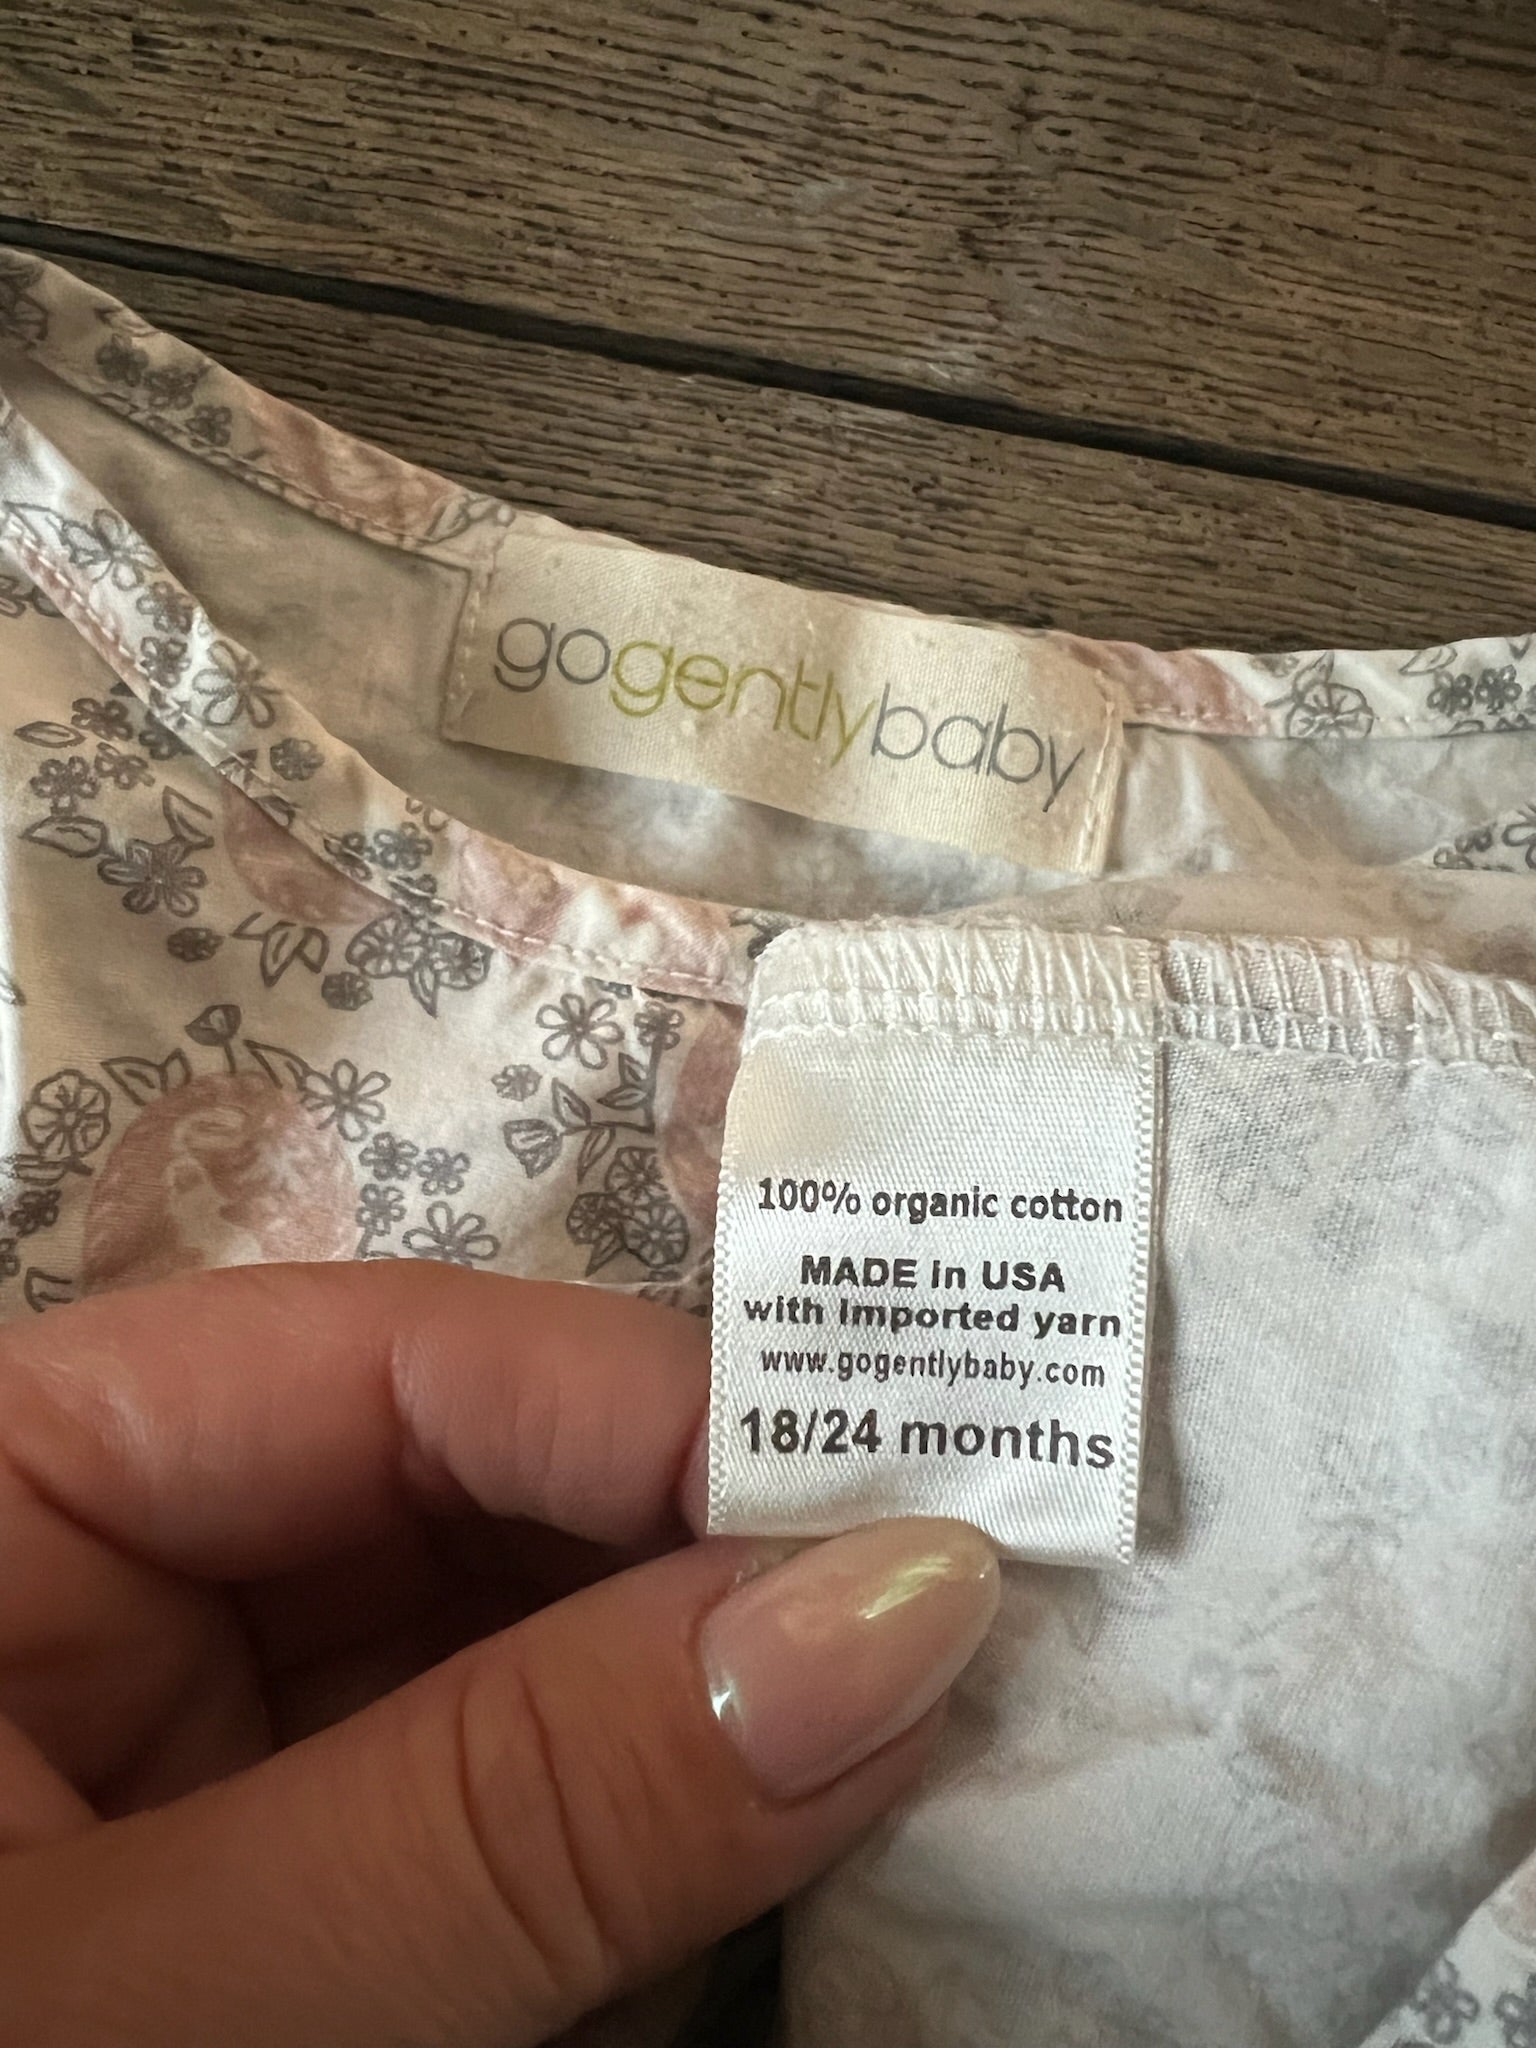 gogentlybaby
100% organic cotton
MADE in USA
with imported yarn
www.gogentlybaby.com
18/24 months